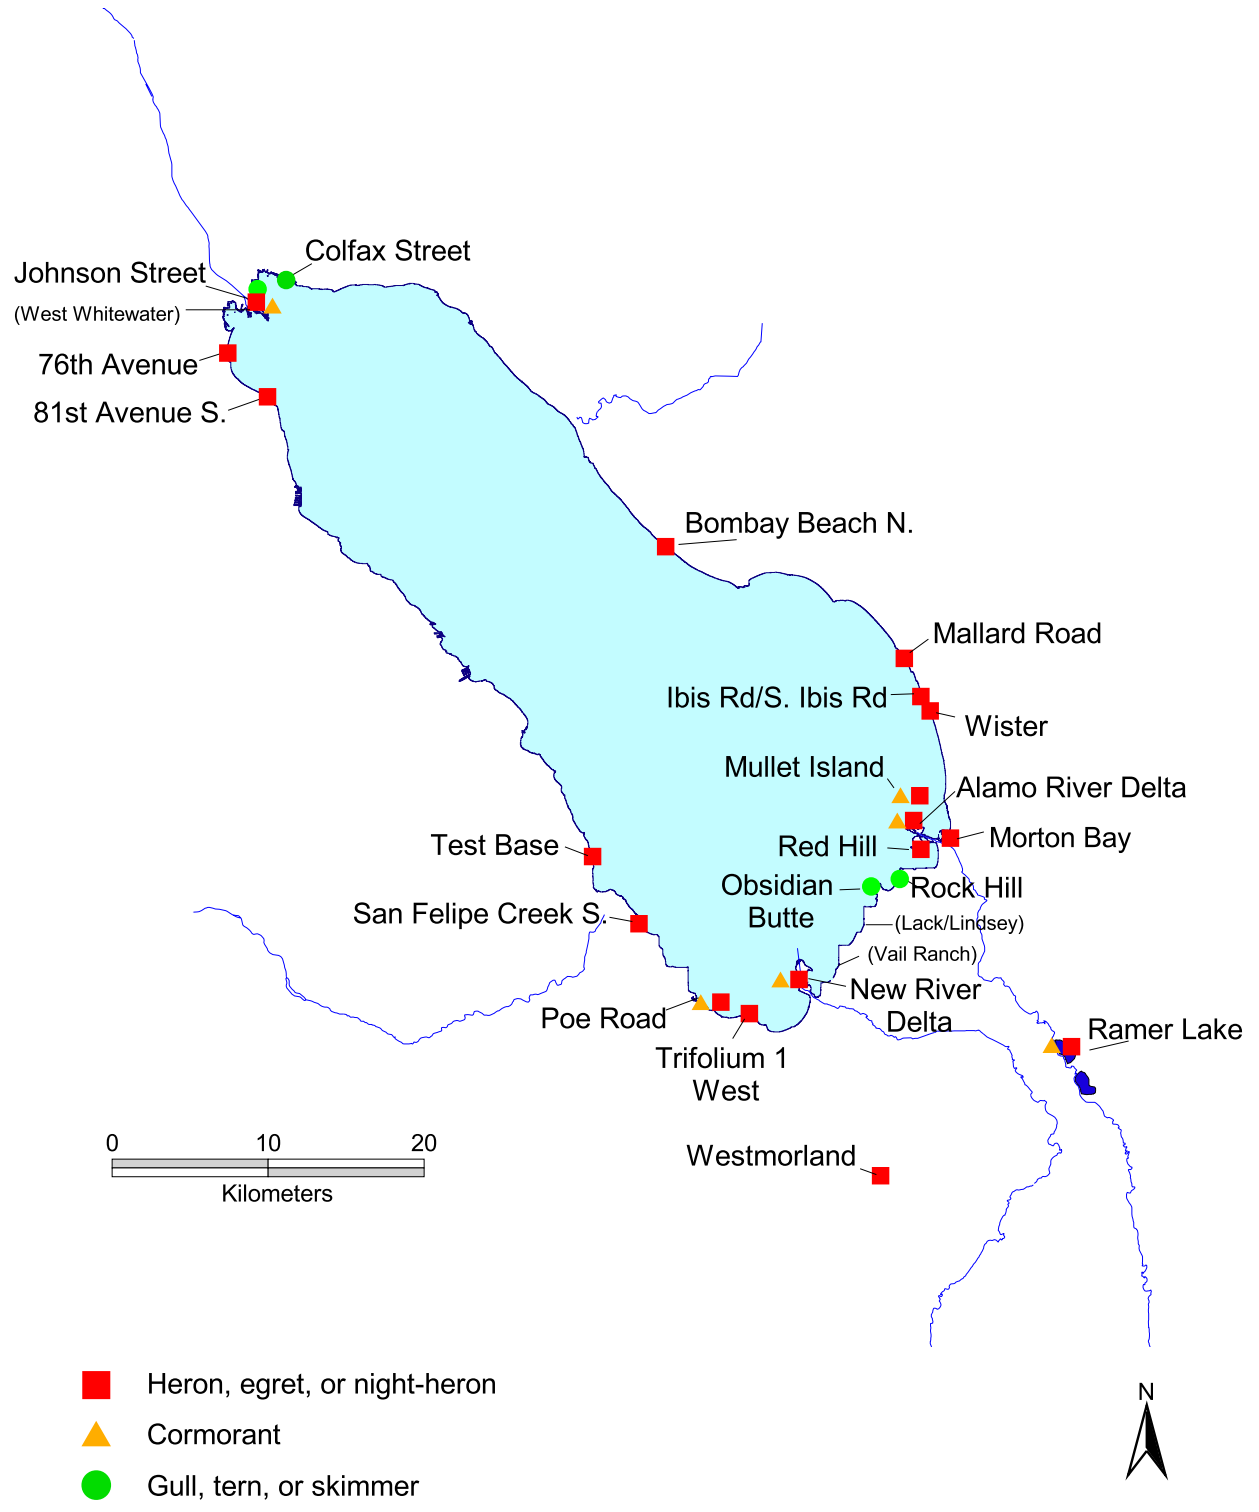 Colfax Street
Johnson Street
(West Whitewater)
76th Avenue
81st Avenue S.
Bombay Beach N.
Mallard Road
Ibis Rd/S. Ibis Rd
Wister
Mullet Island
Alamo River Delta
Morton Bay
Red Hill
Test Base
Obsidian
Butte
Rock Hill
San Felipe Creek S.
(Lack/Lindsey)
(Vail Ranch)
New River
Delta
Poe Road
Ramer Lake
Trifolium 1
West
Westmorland
0 10 20
Kilometers
Heron, egret, or night-heron
N
Cormorant
Gull, tern, or skimmer